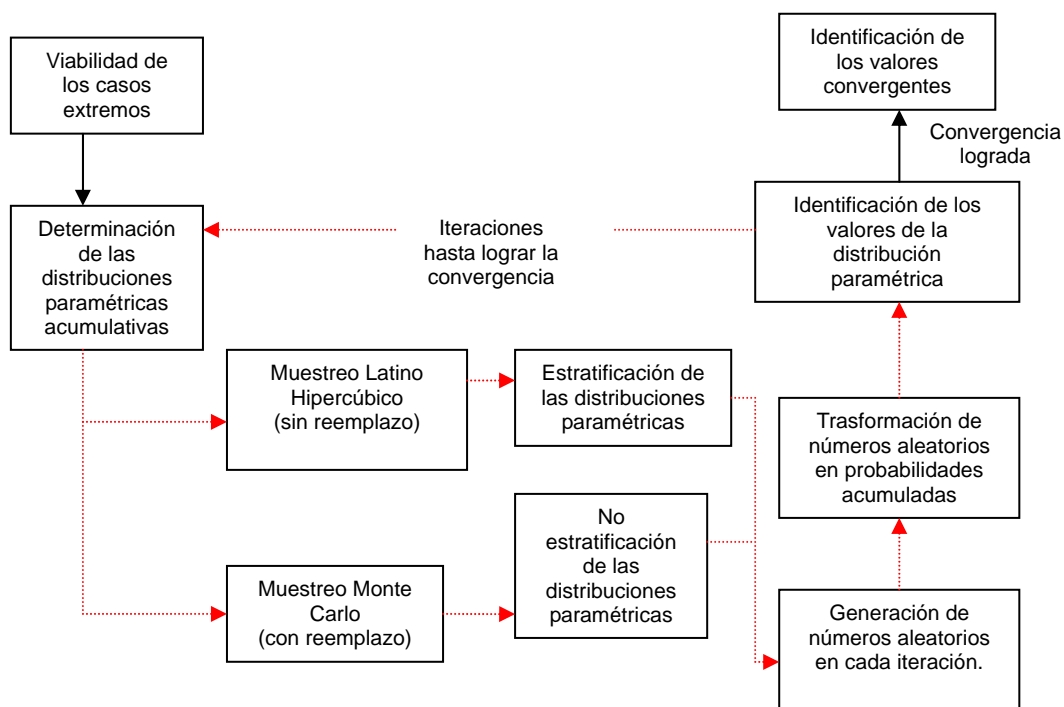 Viabilidad de
los casos
extremos
Identificación de
los valores
convergentes
Convergencia
lograda
Determinación
de las
distribuciones
paramétricas
acumulativas
Iteraciones
hasta lograr la
convergencia
Identificación de los
valores de la
distribución
paramétrica
Muestreo Latino
Hipercúbico
(sin reemplazo)
Estratificación de
las distribuciones
paramétricas
Trasformación de
números aleatorios
en probabilidades
acumuladas
Muestreo Monte
Carlo
(con reemplazo)
No
estratificación
de las
distribuciones
paramétricas
Generación de
números aleatorios
en cada iteración.